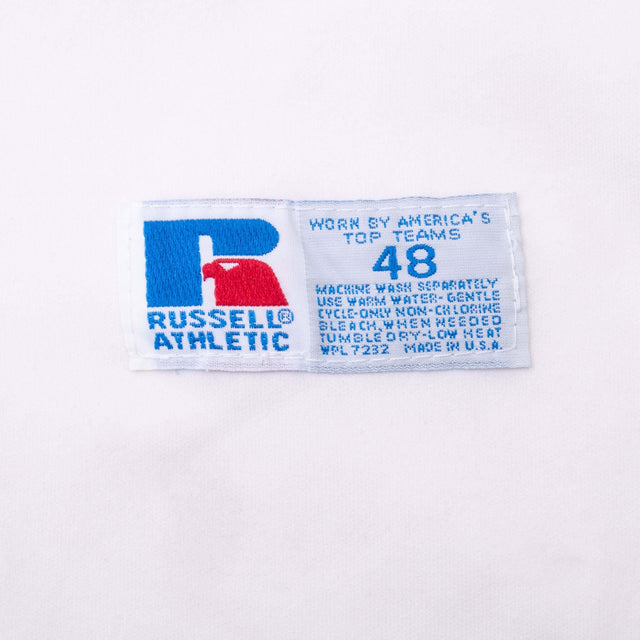 RUSSELL®
ATHLETIC
WORN BY AMERICA'S
TOP TEAMS
48
MACHINE WASH SEPARATELY
USE WARM WATER-GENTLE
CYCLE-ONLY NON-CHLORINE
BLEACH, WHEN NEEDED
TUMBLE DRY-LOW HEAT
WPL 7232 MADE IN U.S.A.